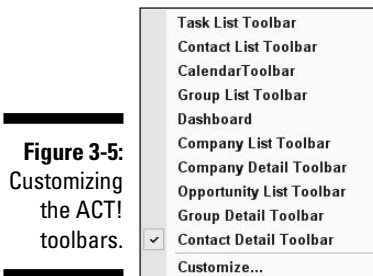 Task List Toolbar
Contact List Toolbar
CalendarToolbar
Group List Toolbar
Dashboard
Company List Toolbar
Company Detail Toolbar
Opportunity List Toolbar
Group Detail Toolbar
Contact Detail Toolbar
Customize...
Figure 3-5:
Customizing
the ACT!
toolbars.